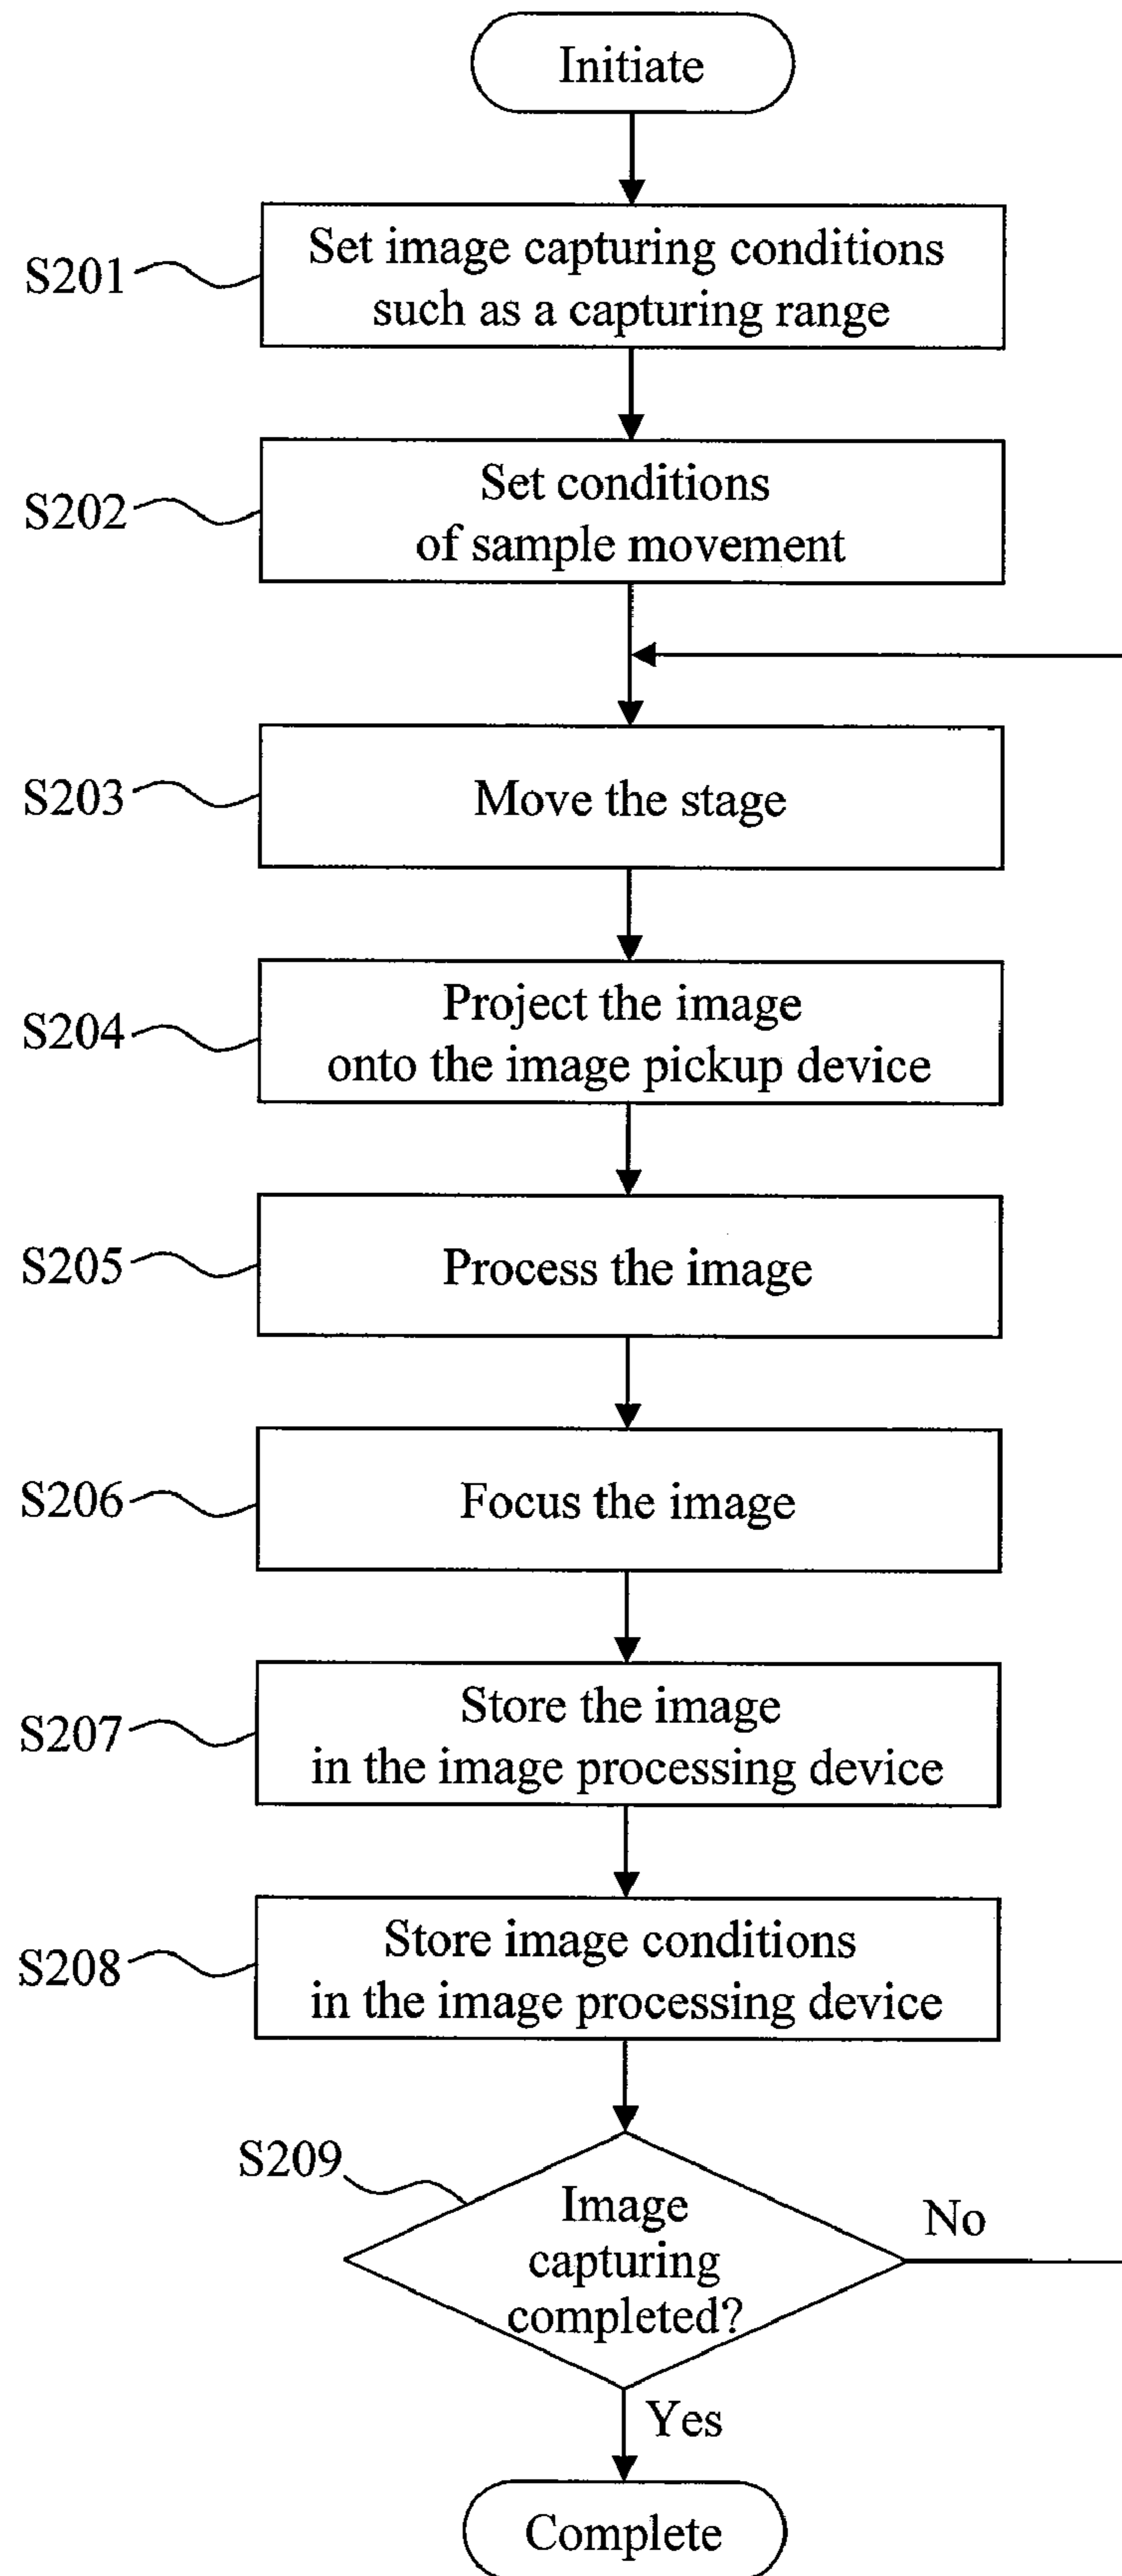 Initiate
S201
Set image capturing conditions
such as a capturing range
S202
Set conditions
of sample movement
S203
Move the stage
S204
Project the image
onto the image pickup device
S205
Process the image
S206
Focus the image
S207
Store the image
in the image processing device
S208
Store image conditions
in the image processing device
S209
Image
capturing
completed?
No
Yes
Complete